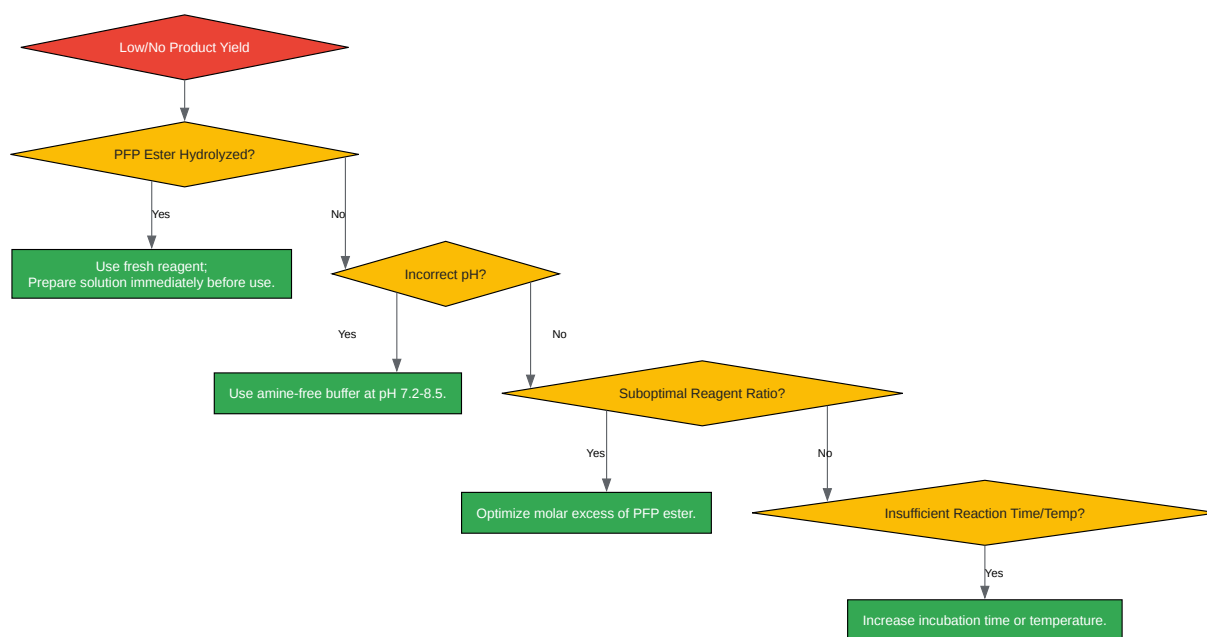 Low/No Product Yield
PFP Ester Hydrolyzed?
Yes
No
Use fresh reagent;
Prepare solution immediately before use.
Incorrect pH?
Yes
No
Use amine-free buffer at pH 7.2-8.5.
Suboptimal Reagent Ratio?
Yes
No
Optimize molar excess of PFP ester.
Insufficient Reaction Time/Temp?
Yes
Increase incubation time or temperature.